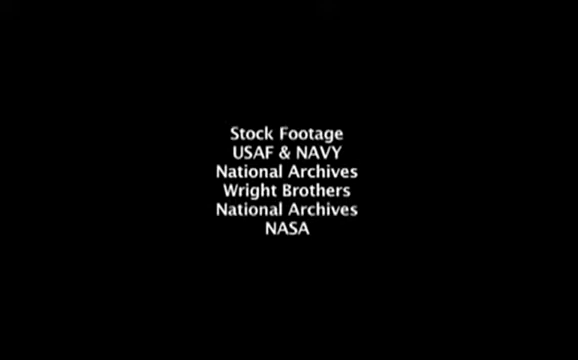 Stock Footage
USAF & NAVY
National Archives
Wright Brothers
National Archives
NASA